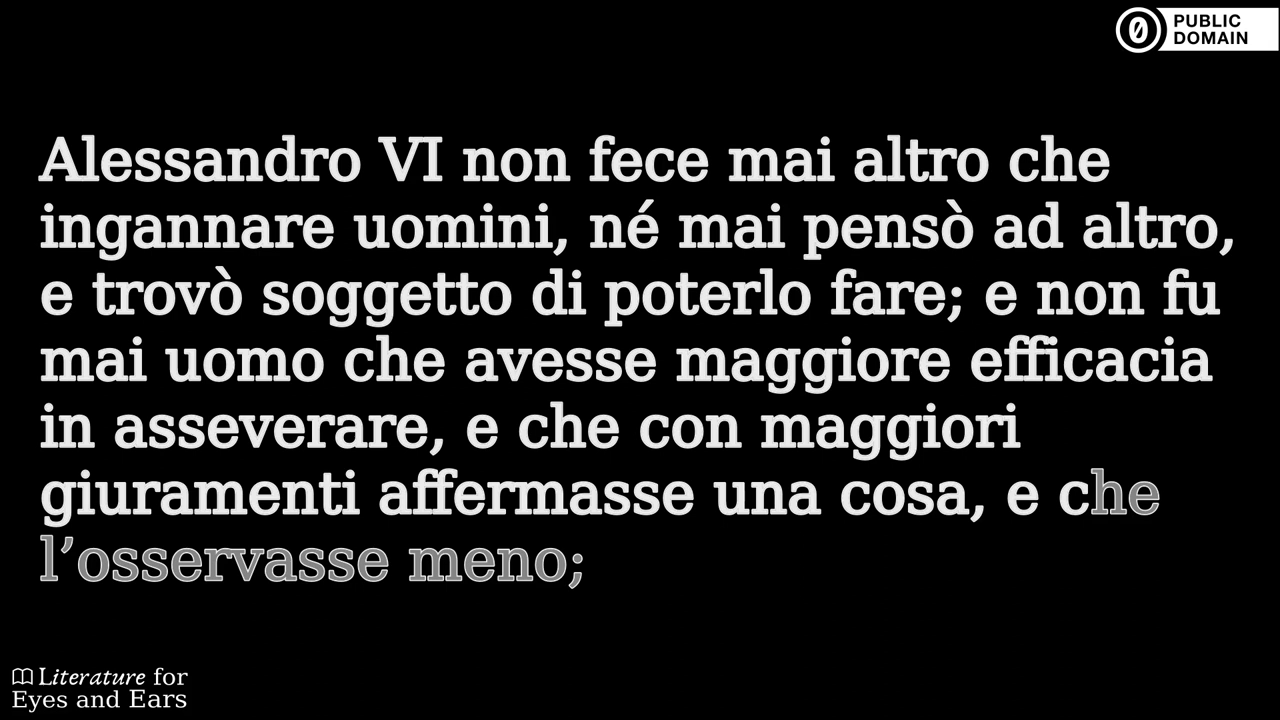 PUBLIC
DOMAIN
Alessandro VI non fece mai altro che
ingannare uomini, né mai pensò ad altro,
e trovò soggetto di poterlo fare; e non fu
mai uomo che avesse maggiore efficacia
in asseverare, e che con maggiori
giuramenti affermasse una cosa, e che
l’osservasse meno;
Literature for
Eyes and Ears